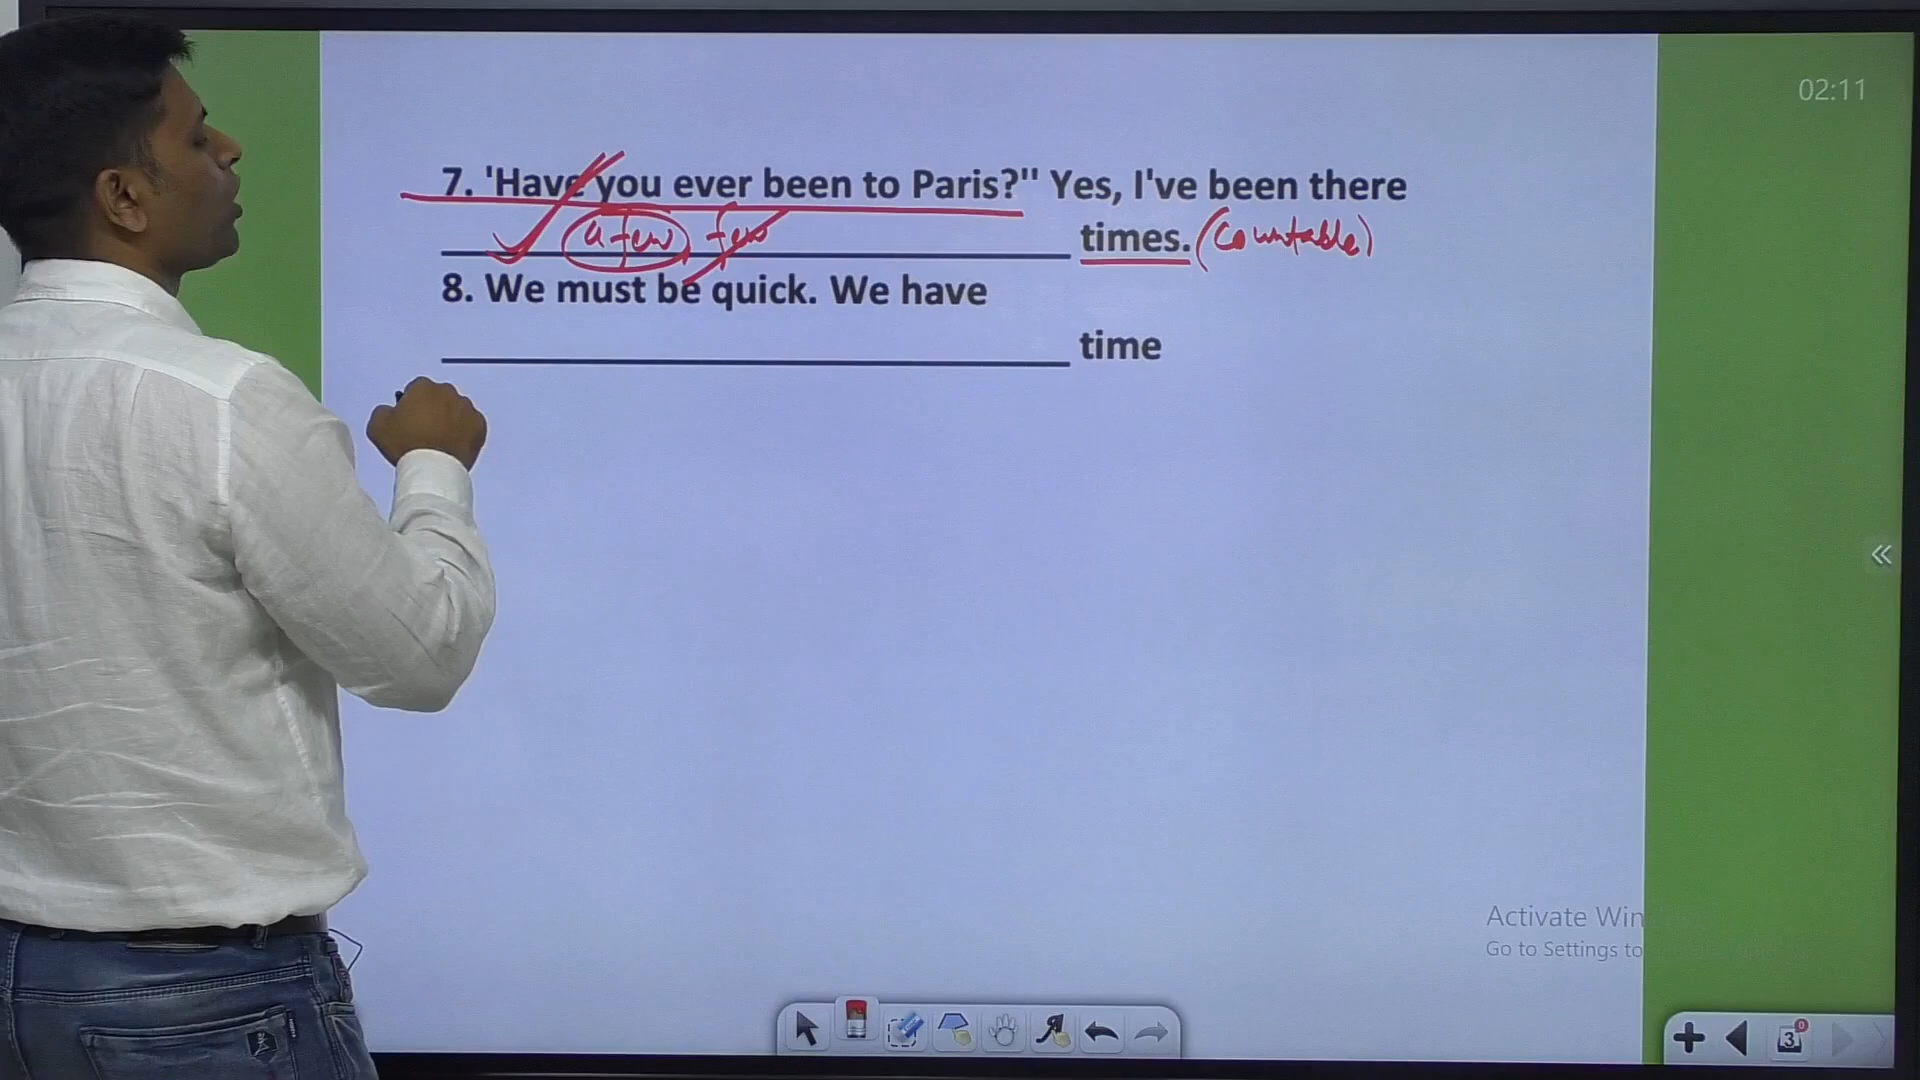 02:11
7. 'Have you ever been to Paris?'' Yes, I've been there
a few, few
times. (Countable)
8. We must be quick. We have
time
Activate Win
Go to Settings to
3